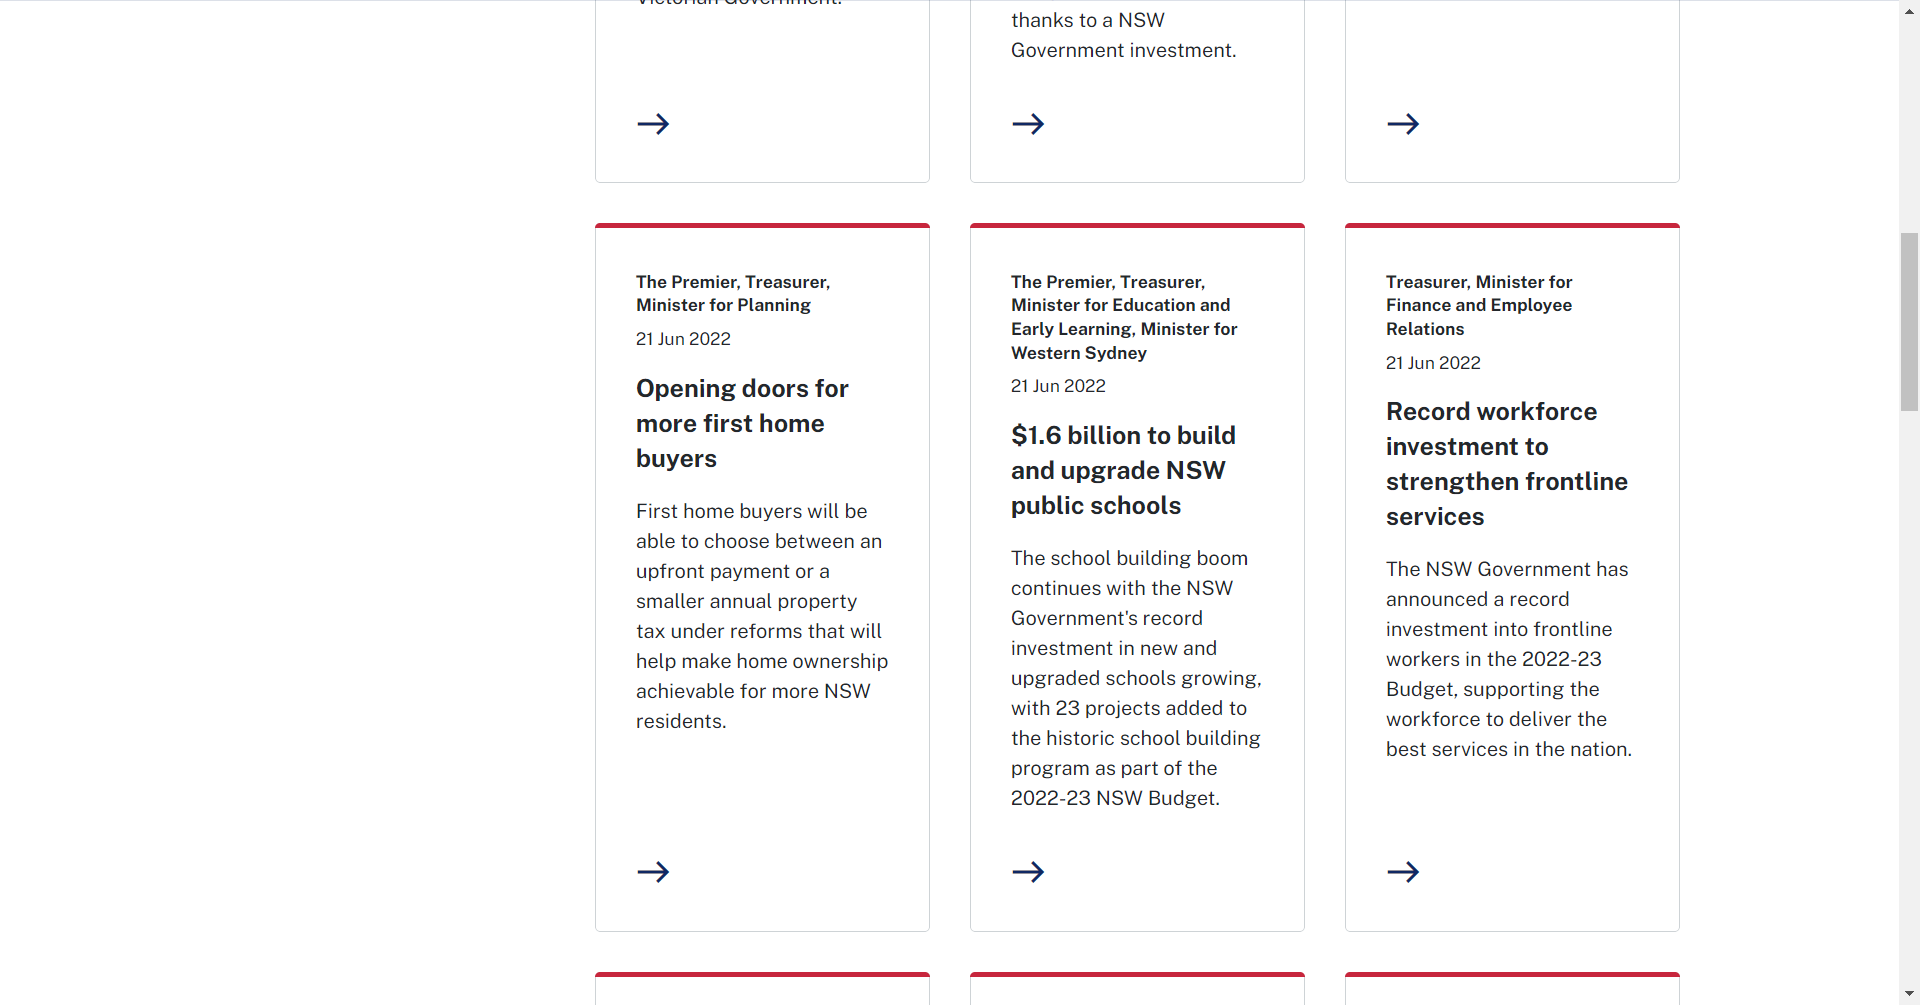 Victorian Government.
thanks to a NSW
Government investment.
The Premier, Treasurer,
Minister for Planning
21 Jun 2022
Opening doors for
more first home
buyers
First home buyers will be
able to choose between an
upfront payment or a
smaller annual property
tax under reforms that will
help make home ownership
achievable for more NSW
residents.
The Premier, Treasurer,
Minister for Education and
Early Learning, Minister for
Western Sydney
21 Jun 2022
$1.6 billion to build
and upgrade NSW
public schools
The school building boom
continues with the NSW
Government's record
investment in new and
upgraded schools growing,
with 23 projects added to
the historic school building
program as part of the
2022-23 NSW Budget.
Treasurer, Minister for
Finance and Employee
Relations
21 Jun 2022
Record workforce
investment to
strengthen frontline
services
The NSW Government has
announced a record
investment into frontline
workers in the 2022-23
Budget, supporting the
workforce to deliver the
best services in the nation.